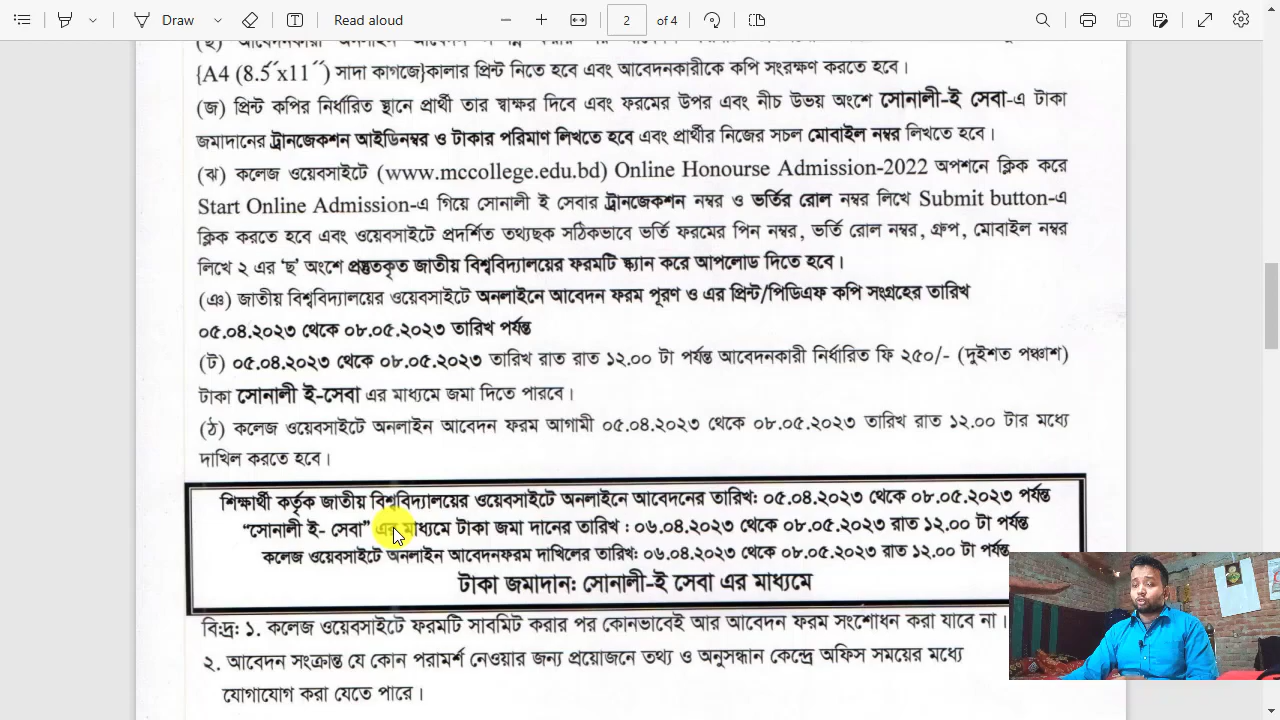 Draw
Read aloud
2
of 4
{A4 (8.5´x11´´) সাদা কাগজে}কালার প্রিন্ট নিতে হবে এবং আবেদনকারীকে কপি সংরক্ষণ করতে হবে।
(জ) প্রিন্ট কপির নির্ধারিত স্থানে প্রার্থী তার স্বাক্ষর দিবে এবং ফরমের উপর এবং নীচ উভয় অংশে সোনালী-ই সেবা-এ টাকা
জমাদানের ট্রানজেকশন আইডিনম্বর ও টাকার পরিমাণ লিখতে হবে এবং প্রার্থীর নিজের সচল মোবাইল নম্বর লিখতে হবে।
(ঝ) কলেজ ওয়েবসাইটে (www.mccollege.edu.bd) Online Honourse Admission-2022 অপশনে ক্লিক করে
Start Online Admission-এ গিয়ে সোনালী ই সেবার ট্রানজেকশন নম্বর ও ভর্তির রোল নম্বর লিখে Submit button-এ
ক্লিক করতে হবে এবং ওয়েবসাইটে প্রদর্শিত তথ্যছক সঠিকভাবে ভর্তি ফরমের পিন নম্বর, ভর্তি রোল নম্বর, গ্রুপ, মোবাইল নম্বর
লিখে ২ এর ‘ছ’ অংশে প্রস্তুতকৃত জাতীয় বিশ্ববিদ্যালয়ের ফরমটি স্ক্যান করে আপলোড দিতে হবে।
(ঞ) জাতীয় বিশ্ববিদ্যালয়ের ওয়েবসাইটে অনলাইনে আবেদন ফরম পূরণ ও এর প্রিন্ট/পিডিএফ কপি সংগ্রহের তারিখ
০৫.০৪.২০২৩ থেকে ০৮.০৫.২০২৩ তারিখ পর্যন্ত
(ট) ০৫.০৪.২০২৩ থেকে ০৮.০৫.২০২৩ তারিখ রাত রাত ১২.০০ টা পর্যন্ত আবেদনকারী নির্ধারিত ফি ২৫০/- (দুইশত পঞ্চাশ)
টাকা সোনালী ই-সেবা এর মাধ্যমে জমা দিতে পারবে।
(ঠ) কলেজ ওয়েবসাইটে অনলাইন আবেদন ফরম আগামী ০৫.০৪.২০২৩ থেকে ০৮.০৫.২০২৩ তারিখ রাত ১২.০০ টার মধ্যে
দাখিল করতে হবে।
শিক্ষার্থী কর্তৃক জাতীয় বিশ্ববিদ্যালয়ের ওয়েবসাইটে অনলাইনে আবেদনের তারিখ: ০৫.০৪.২০২৩ থেকে ০৮.০৫.২০২৩ পর্যন্ত
“সোনালী ই- সেবা” এর মাধ্যমে টাকা জমা দানের তারিখ : ০৬.০৪.২০২৩ থেকে ০৮.০৫.২০২৩ রাত ১২.০০ টা পর্যন্ত
কলেজ ওয়েবসাইটে অনলাইন আবেদনফরম দাখিলের তারিখ: ০৬.০৪.২০২৩ থেকে ০৮.০৫.২০২৩ রাত ১২.০০ টা পর্যন্ত
টাকা জমাদান: সোনালী-ই সেবা এর মাধ্যমে
বি:দ্র: ১. কলেজ ওয়েবসাইটে ফরমটি সাবমিট করার পর কোনভাবেই আর আবেদন ফরম সংশোধন করা যাবে না।
২. আবেদন সংক্রান্ত যে কোন পরামর্শ নেওয়ার জন্য প্রয়োজনে তথ্য ও অনুসন্ধান কেন্দ্রে অফিস সময়ের মধ্যে
যোগাযোগ করা যেতে পারে।